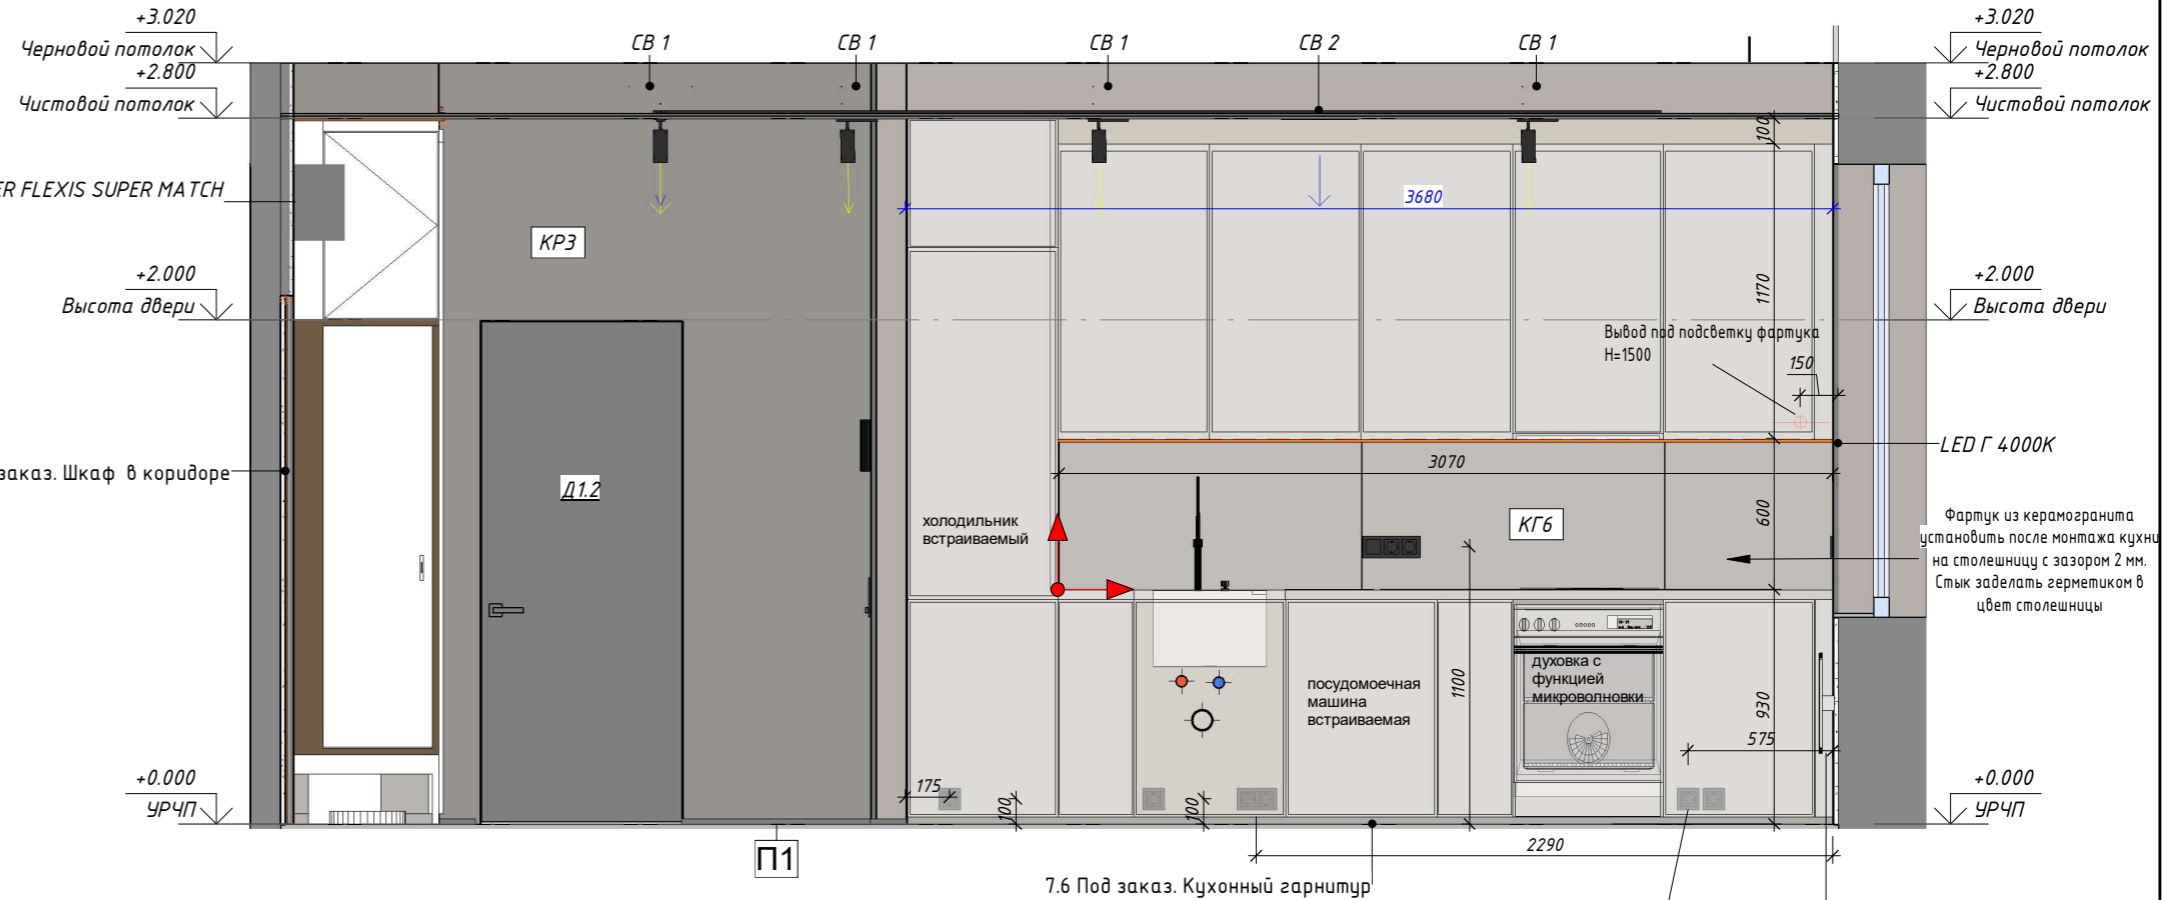 +3.020
Черновой потолок
+2.800
Чистовой потолок
ER FLEXIS SUPER MATCH
+2.000
Высота двери
заказ. Шкаф в коридоре
+0.000
УРЧП
СВ 1
СВ 1
СВ 1
СВ 2
СВ 1
КР3
Д1.2
П1
3680
100
1170
Вывод под подсветку фартука
H=1500
150
3070
600
холодильник
встраиваемый
КГ6
посудомоечная
машина
встраиваемая
1100
духовка с
функцией
микроволновки
930
575
175
100
100
2290
7.6 Под заказ. Кухонный гарнитур
+3.020
Черновой потолок
+2.800
Чистовой потолок
+2.000
Высота двери
LED Г 4000К
Фартук из керамогранита
установить после монтажа кухни
на столешницу с зазором 2 мм.
Стык заделать герметиком в
цвет столешницы
+0.000
УРЧП